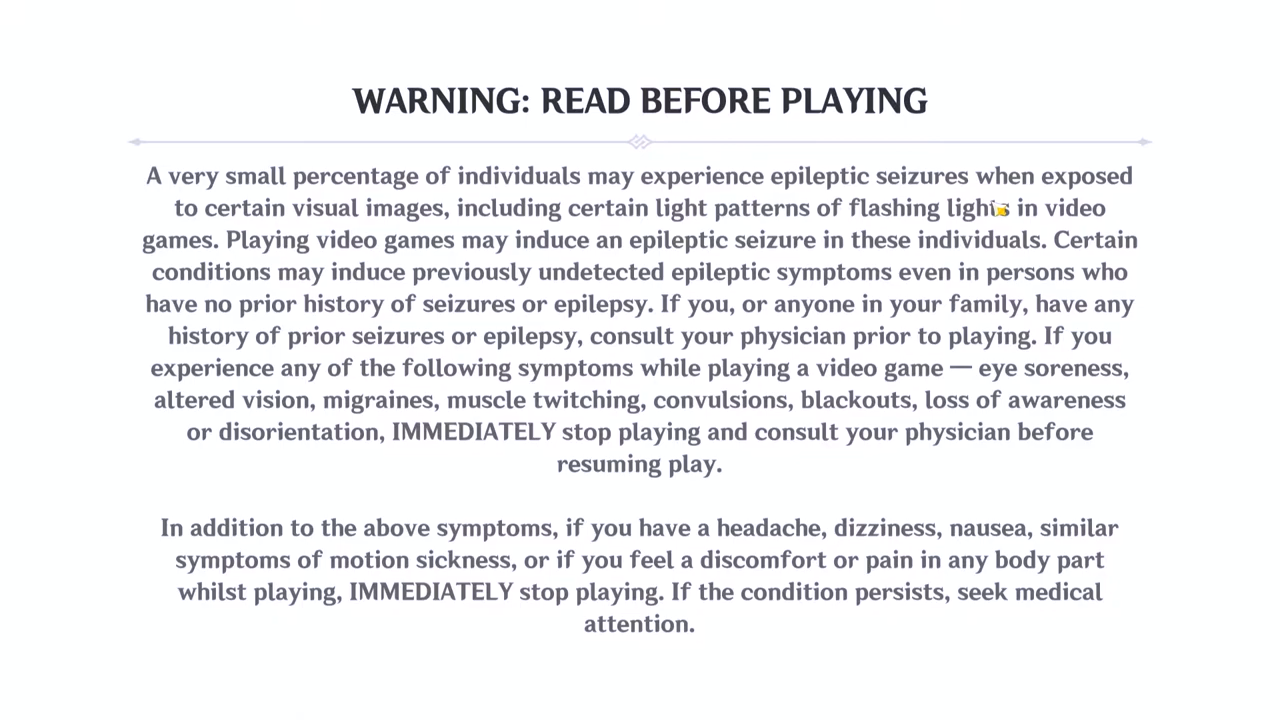 WARNING: READ BEFORE PLAYING
A very small percentage of individuals may experience epileptic seizures when exposed
to certain visual images, including certain light patterns of flashing lights in video
games. Playing video games may induce an epileptic seizure in these individuals. Certain
conditions may induce previously undetected epileptic symptoms even in persons who
have no prior history of seizures or epilepsy. If you, or anyone in your family, have any
history of prior seizures or epilepsy, consult your physician prior to playing. If you
experience any of the following symptoms while playing a video game — eye soreness,
altered vision, migraines, muscle twitching, convulsions, blackouts, loss of awareness
or disorientation, IMMEDIATELY stop playing and consult your physician before
resuming play.
In addition to the above symptoms, if you have a headache, dizziness, nausea, similar
symptoms of motion sickness, or if you feel a discomfort or pain in any body part
whilst playing, IMMEDIATELY stop playing. If the condition persists, seek medical
attention.